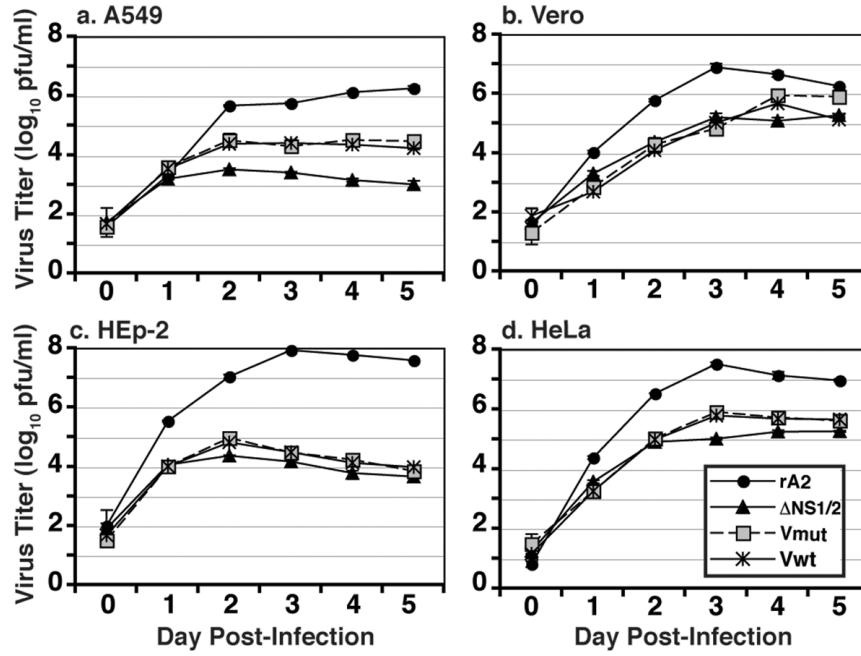 a. A549
b. Vero
Virus Titer (log10 pfu/ml)
8
6
4
2
0
0 1 2 3 4 5
8
6
4
2
0
0 1 2 3 4 5
c. HEp-2
d. HeLa
Virus Titer (log10 pfu/ml)
8
6
4
2
0
0 1 2 3 4 5
Day Post-Infection
8
6
4
2
0
rA2
ΔNS1/2
Vmut
Vwt
0 1 2 3 4 5
Day Post-Infection